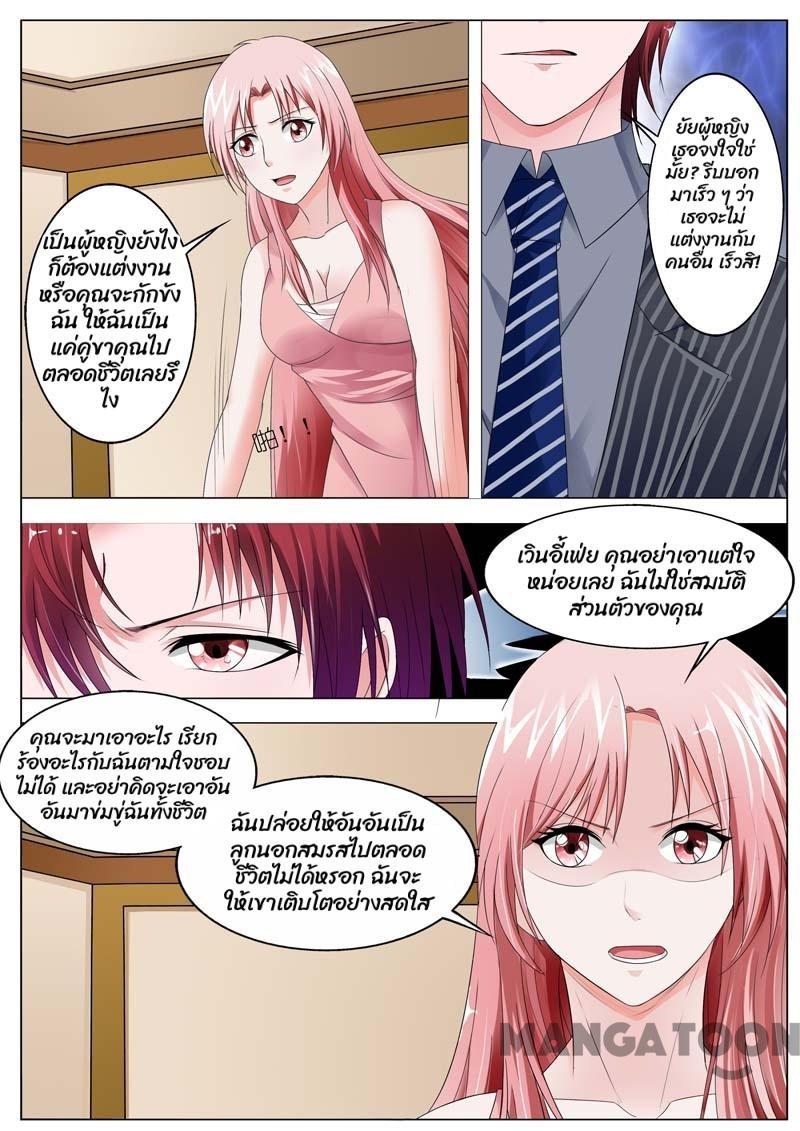 เป็นผู้หญิงยังไง
ก็ต้องแต่งงาน
หรือคุณจะกักขัง
ฉัน ให้ฉันเป็น
แค่คู่ขาคุณไป
ตลอดชีวิตเลยรึ
ไง
啪！！
ยัยผู้หญิง
เธอจงใจใช่
มั้ย? รีบบอก
มาเร็ว ๆ ว่า
เธอจะไม่
แต่งงานกับ
คนอื่น เร็วสิ!
เวินอี้เฟ่ย คุณอย่าเอาแต่ใจ
หน่อยเลย ฉันไม่ใช่สมบัติ
ส่วนตัวของคุณ
คุณจะมาเอาอะไร เรียก
ร้องอะไรกับฉันตามใจชอบ
ไม่ได้ และอย่าคิดจะเอาอัน
อันมาข่มขู่ฉันทั้งชีวิต
ฉันปล่อยให้อันอันเป็น
ลูกนอกสมรสไปตลอด
ชีวิตไม่ได้หรอก ฉันจะ
ให้เขาเติบโตอย่างสดใส
MANGATOON